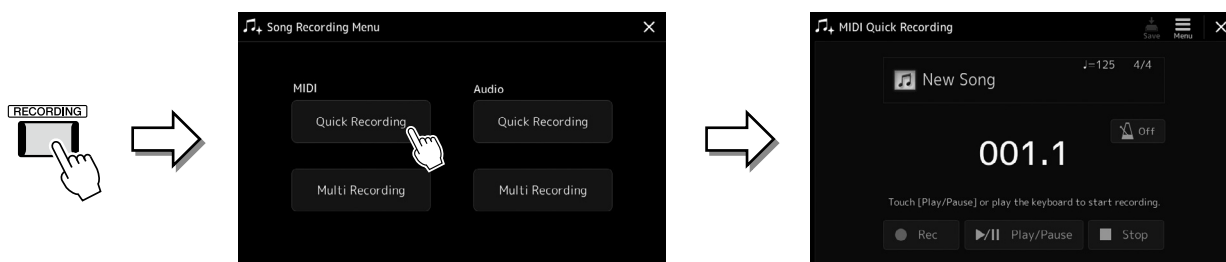 [RECORDING]
Song Recording Menu
MIDI
Audio
Quick Recording
Quick Recording
Multi Recording
Multi Recording
MIDI Quick Recording
Save
Menu
New Song
♩=125 4/4
Off
001.1
Touch [Play/Pause] or play the keyboard to start recording.
Rec
Play/Pause
Stop